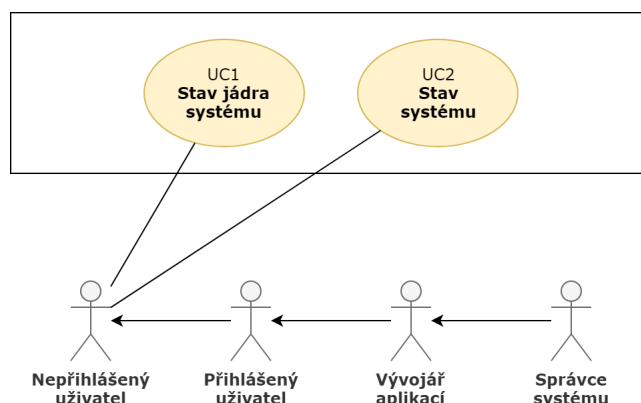 UC1
Stav jádra
systému
UC2
Stav
systému
Nepřihlášený
uživatel
Přihlášený
uživatel
Vývojář
aplikací
Správce
systému